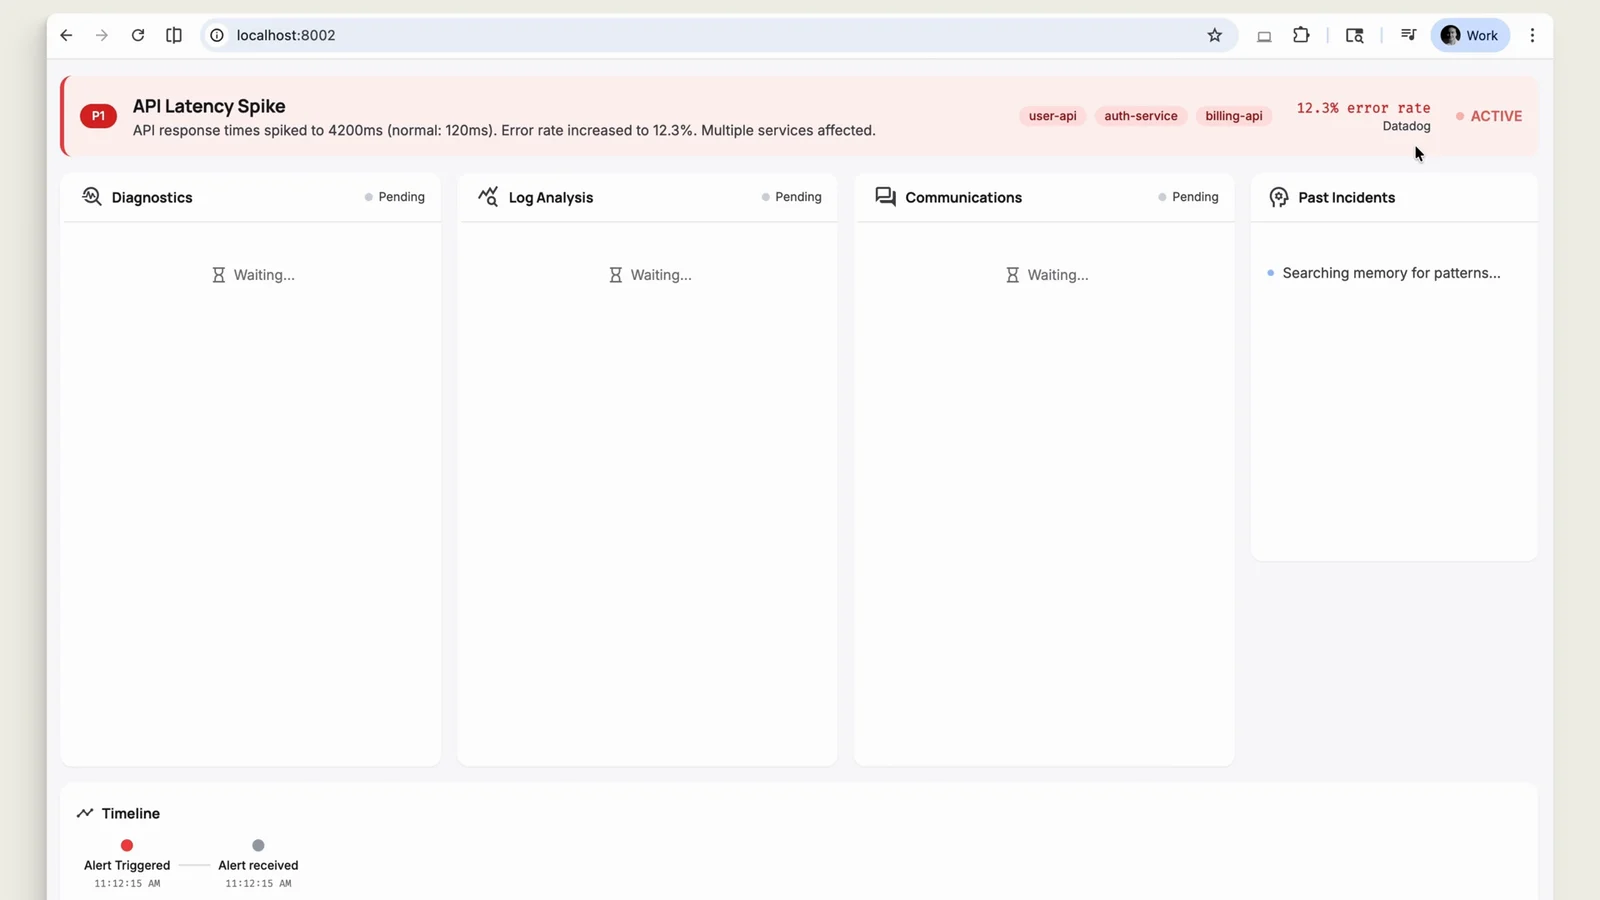 localhost:8002
Work
P1
API Latency Spike
API response times spiked to 4200ms (normal: 120ms). Error rate increased to 12.3%. Multiple services affected.
user-api
auth-service
billing-api
12.3% error rate
Datadog
ACTIVE
Diagnostics
Pending
Waiting...
Log Analysis
Pending
Waiting...
Communications
Pending
Waiting...
Past Incidents
Searching memory for patterns...
Timeline
Alert Triggered
11:12:15 AM
Alert received
11:12:15 AM